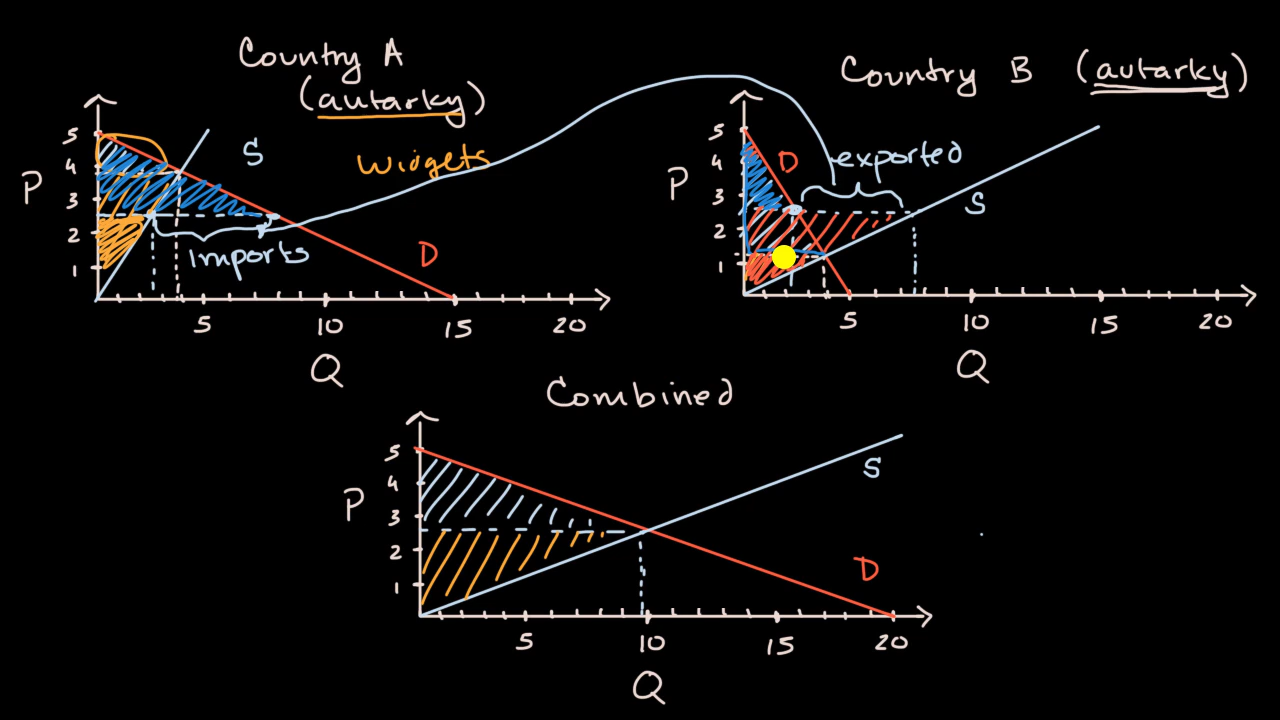 Country A
(autarky)
Country B (autarky)
5
4
3
2
1
P
S
Widgets
imports
D
5 10 15 20
Q
5
4
3
2
1
P
D
exported
S
5 10 15 20
Q
Combined
5
4
3
2
1
P
S
D
5 10 15 20
Q